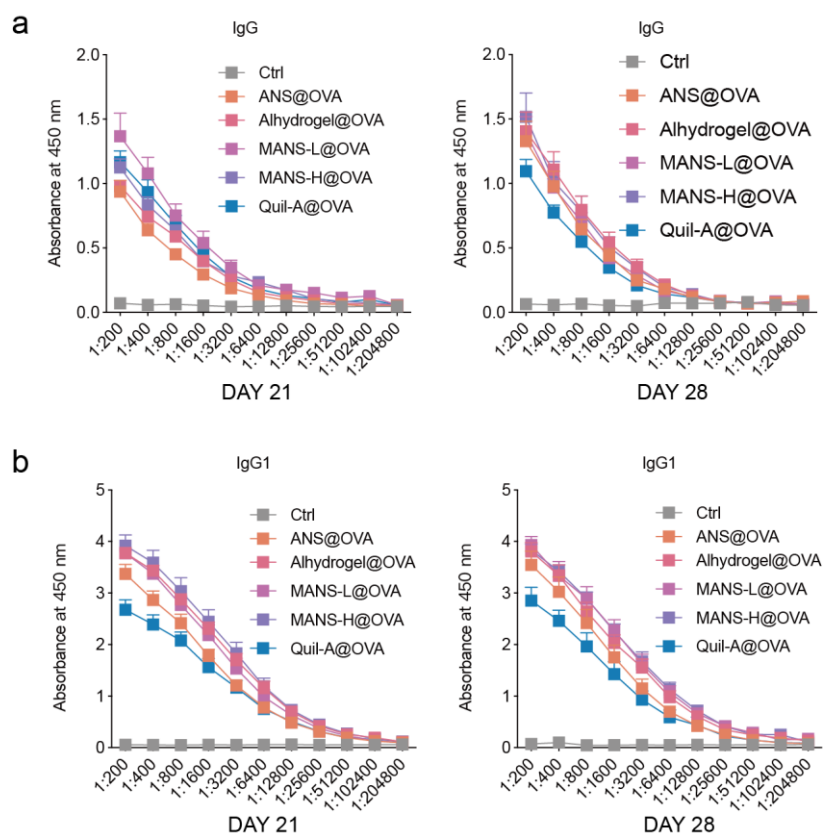 a
IgG
Absorbance at 450 nm
2.0
1.5
1.0
0.5
0.0
Ctrl
ANS@OVA
Alhydrogel@OVA
MANS-L@OVA
MANS-H@OVA
Quil-A@OVA
1:200
1:400
1:800
1:1600
1:3200
1:6400
1:12800
1:25600
1:51200
1:102400
1:204800
DAY 21
IgG
Absorbance at 450 nm
2.0
1.5
1.0
0.5
0.0
Ctrl
ANS@OVA
Alhydrogel@OVA
MANS-L@OVA
MANS-H@OVA
Quil-A@OVA
1:200
1:400
1:800
1:1600
1:3200
1:6400
1:12800
1:25600
1:51200
1:102400
1:204800
DAY 28
b
IgG1
Absorbance at 450 nm
5
4
3
2
1
0
Ctrl
ANS@OVA
Alhydrogel@OVA
MANS-L@OVA
MANS-H@OVA
Quil-A@OVA
1:200
1:400
1:800
1:1600
1:3200
1:6400
1:12800
1:25600
1:51200
1:102400
1:204800
DAY 21
IgG1
Absorbance at 450 nm
5
4
3
2
1
0
Ctrl
ANS@OVA
Alhydrogel@OVA
MANS-L@OVA
MANS-H@OVA
Quil-A@OVA
1:200
1:400
1:800
1:1600
1:3200
1:6400
1:12800
1:25600
1:51200
1:102400
1:204800
DAY 28